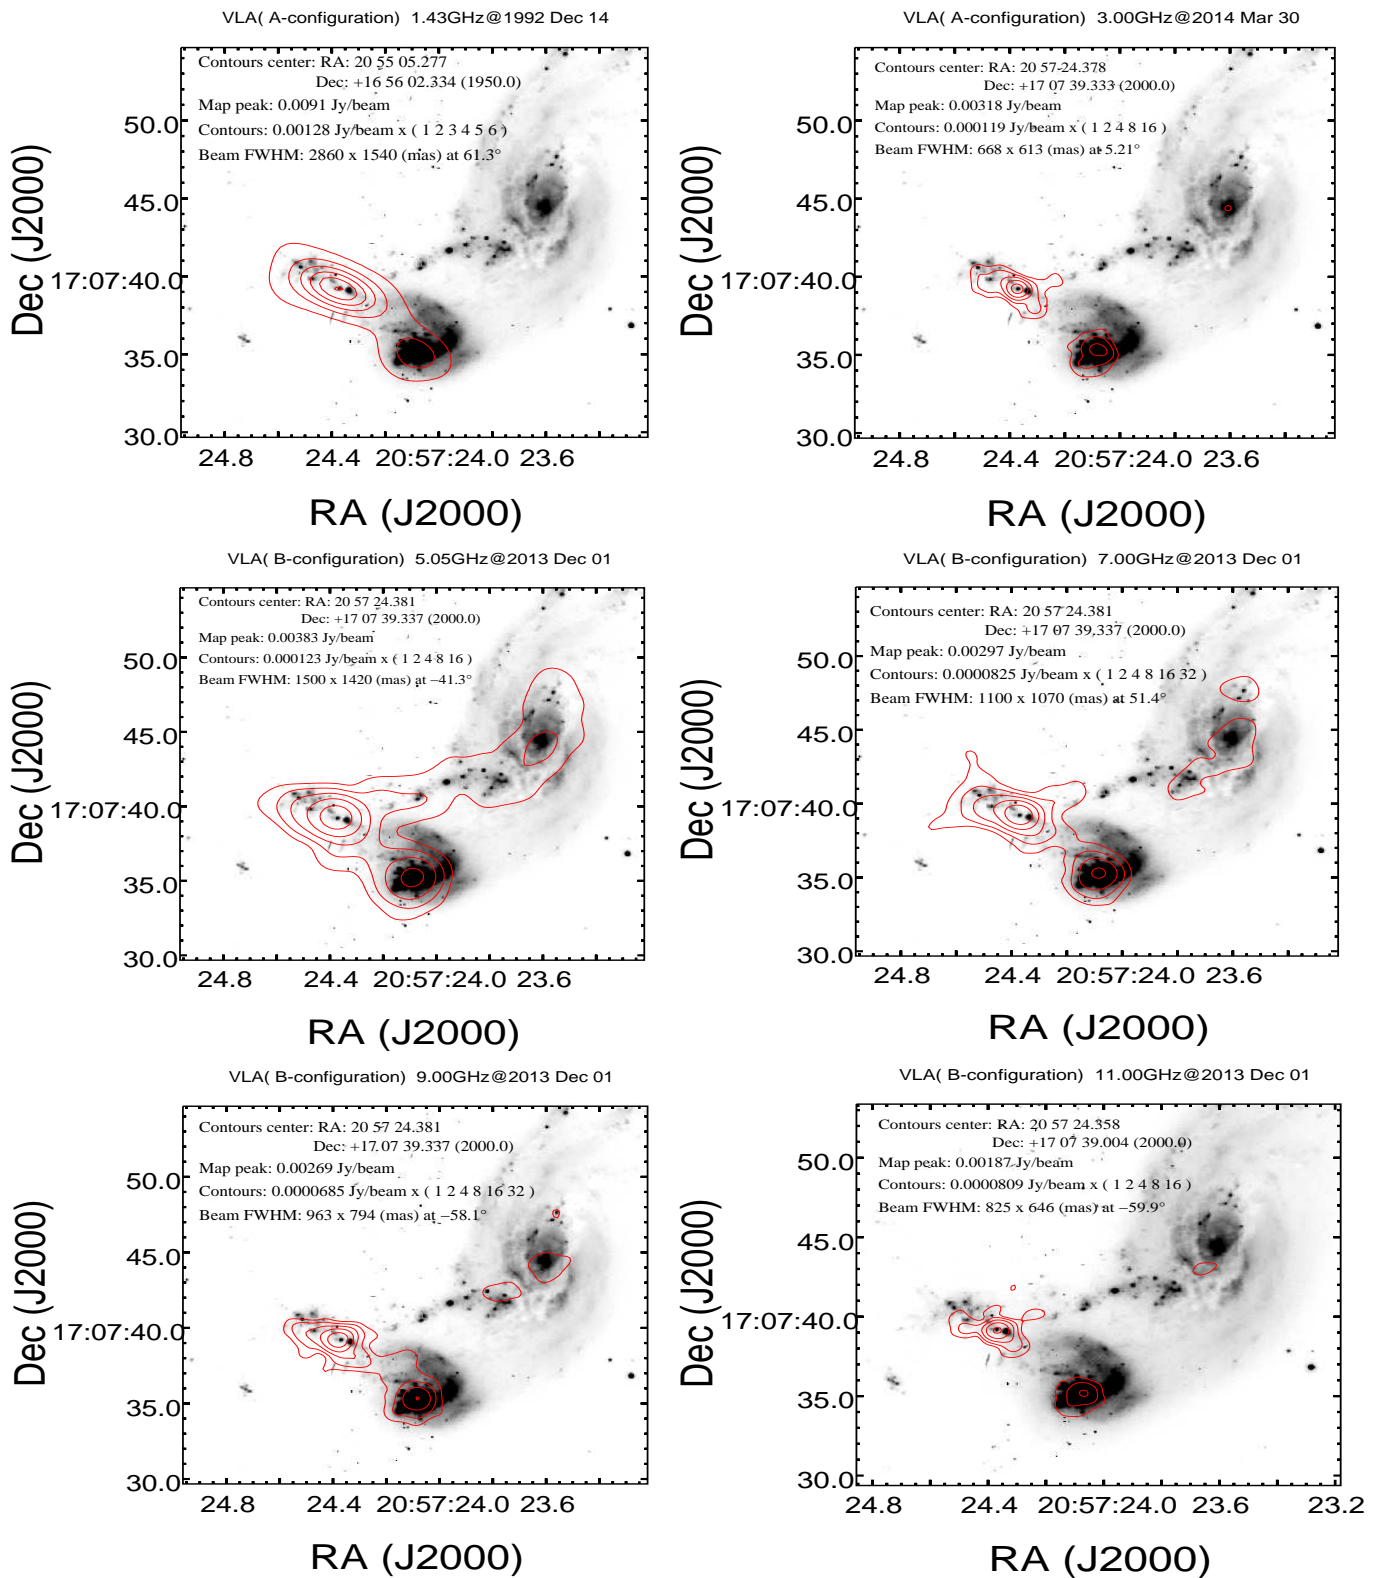 VLA( A-configuration) 1.43GHz@1992 Dec 14
Contours center: RA: 20 55 05.277
Dec: +16 56 02.334 (1950.0)
Map peak: 0.0091 Jy/beam
Contours: 0.00128 Jy/beam x ( 1 2 3 4 5 6 )
Beam FWHM: 2860 x 1540 (mas) at 61.3°
50.0
45.0
17:07:40.0
35.0
30.0
Dec (J2000)
24.8 24.4 20:57:24.0 23.6
RA (J2000)
VLA( A-configuration) 3.00GHz@2014 Mar 30
Contours center: RA: 20 57 24.378
Dec: +17 07 39.333 (2000.0)
Map peak: 0.00318 Jy/beam
Contours: 0.000119 Jy/beam x ( 1 2 4 8 16 )
Beam FWHM: 668 x 613 (mas) at 5.21°
50.0
45.0
17:07:40.0
35.0
30.0
Dec (J2000)
24.8 24.4 20:57:24.0 23.6
RA (J2000)
VLA( B-configuration) 5.05GHz@2013 Dec 01
Contours center: RA: 20 57 24.381
Dec: +17 07 39.337 (2000.0)
Map peak: 0.00383 Jy/beam
Contours: 0.000123 Jy/beam x ( 1 2 4 8 16 )
Beam FWHM: 1500 x 1420 (mas) at −41.3°
50.0
45.0
17:07:40.0
35.0
30.0
Dec (J2000)
24.8 24.4 20:57:24.0 23.6
RA (J2000)
VLA( B-configuration) 7.00GHz@2013 Dec 01
Contours center: RA: 20 57 24.381
Dec: +17 07 39.337 (2000.0)
Map peak: 0.00297 Jy/beam
Contours: 0.0000825 Jy/beam x ( 1 2 4 8 16 32 )
Beam FWHM: 1100 x 1070 (mas) at 51.4°
50.0
45.0
17:07:40.0
35.0
30.0
Dec (J2000)
24.8 24.4 20:57:24.0 23.6
RA (J2000)
VLA( B-configuration) 9.00GHz@2013 Dec 01
Contours center: RA: 20 57 24.381
Dec: +17 07 39.337 (2000.0)
Map peak: 0.00269 Jy/beam
Contours: 0.0000685 Jy/beam x ( 1 2 4 8 16 32 )
Beam FWHM: 963 x 794 (mas) at −58.1°
50.0
45.0
17:07:40.0
35.0
30.0
Dec (J2000)
24.8 24.4 20:57:24.0 23.6
RA (J2000)
VLA( B-configuration) 11.00GHz@2013 Dec 01
Contours center: RA: 20 57 24.358
Dec: +17 07 39.004 (2000.0)
Map peak: 0.00187 Jy/beam
Contours: 0.0000809 Jy/beam x ( 1 2 4 8 16 )
Beam FWHM: 825 x 646 (mas) at −59.9°
50.0
45.0
17:07:40.0
35.0
30.0
Dec (J2000)
24.8 24.4 20:57:24.0 23.6 23.2
RA (J2000)